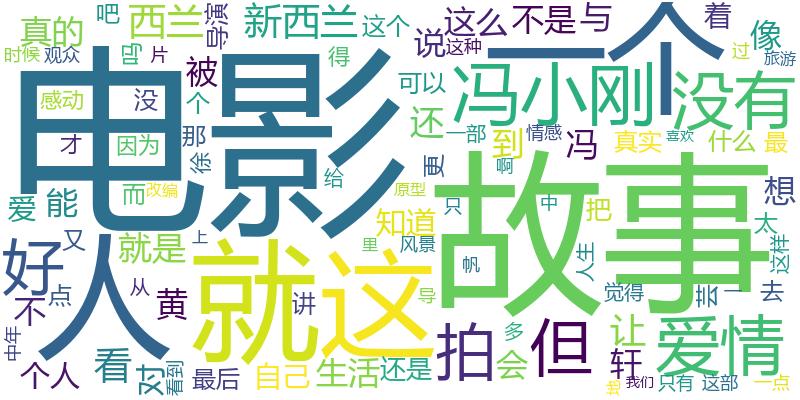 电影
故事
一个
人
就
这
冯小刚
没有
爱情
好
拍
但
新西兰
西兰
真的
吧
导演
这个
这么
不是
与
着
像
说
这种
时候
观众
吗
片
被
得
过
旅游
感动
没
个
可以
还
一部
到
情感
冯
真实
喜欢
什么
最
才
因为
那
徐
给
更
啊
爱
能
而
改编
原型
只
中
把
想
知道
太
又
就是
上
里
风景
人生
这样
不
点
从
黄
讲
帆
导
觉得
云
一
去
中年
看
对
看到
个人
最后
自己
生活
还是
会
多
让
轩
我们
只有
这部
一点